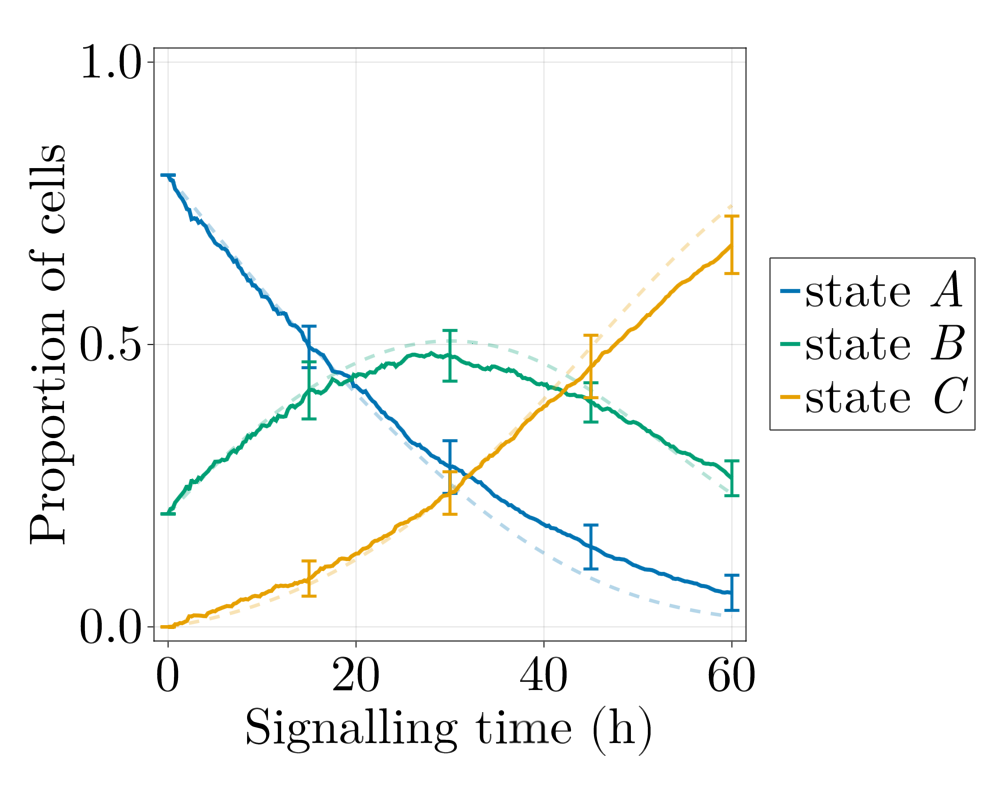 1.0
0.5
0.0
0 20 40 60
Proportion of cells
Signalling time (h)
state A
state B
state C